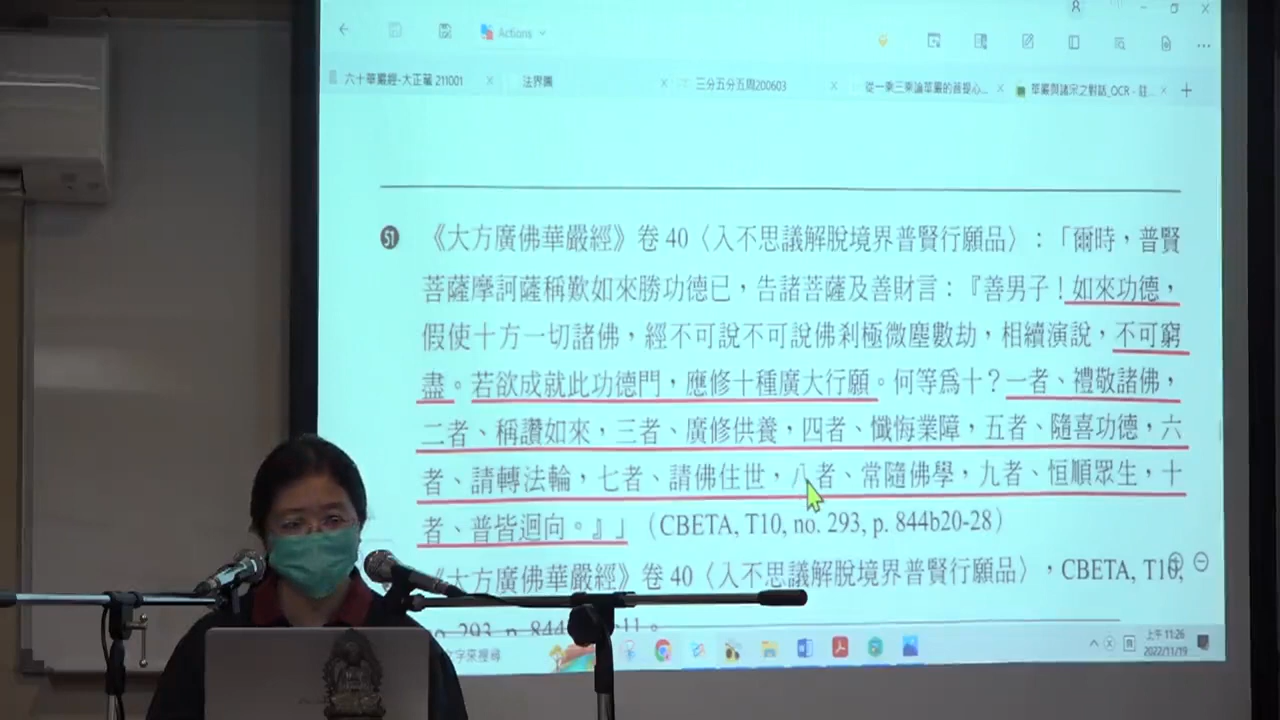 Actions
六十華嚴經-大正藏 211001
法界圖
三分五分五周200603
從一乘三乘論華嚴的菩提心...
華嚴與諸宗之對話_OCR - 註...
51 《大方廣佛華嚴經》卷 40〈入不思議解脫境界普賢行願品〉：「爾時，普賢
菩薩摩訶薩稱歎如來勝功德已，告諸菩薩及善財言：『善男子！如來功德，
假使十方一切諸佛，經不可說不可說佛剎極微塵數劫，相續演說，不可窮
盡。若欲成就此功德門，應修十種廣大行願。何等爲十？一者、禮敬諸佛，
二者、稱讚如來，三者、廣修供養，四者、懺悔業障，五者、隨喜功德，六
者、請轉法輪，七者、請佛住世，八者、常隨佛學，九者、恒順眾生，十
者、普皆迴向。』」（CBETA, T10, no. 293, p. 844b20-28）
《大方廣佛華嚴經》卷 40〈入不思議解脫境界普賢行願品〉，CBETA, T10,
293, p. 844
字來搜尋
上午 11:26
2022/11/19